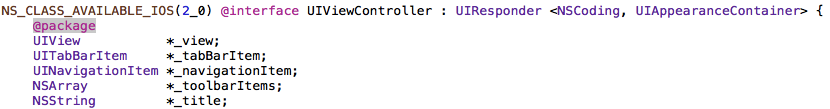 NS_CLASS_AVAILABLE_IOS(2_0) @interface UIViewController : UIResponder <NSCoding, UIAppearanceContainer> {
@package
UIView *_view;
UITabBarItem *_tabBarItem;
UINavigationItem *_navigationItem;
NSArray *_toolbarItems;
NSString *_title;